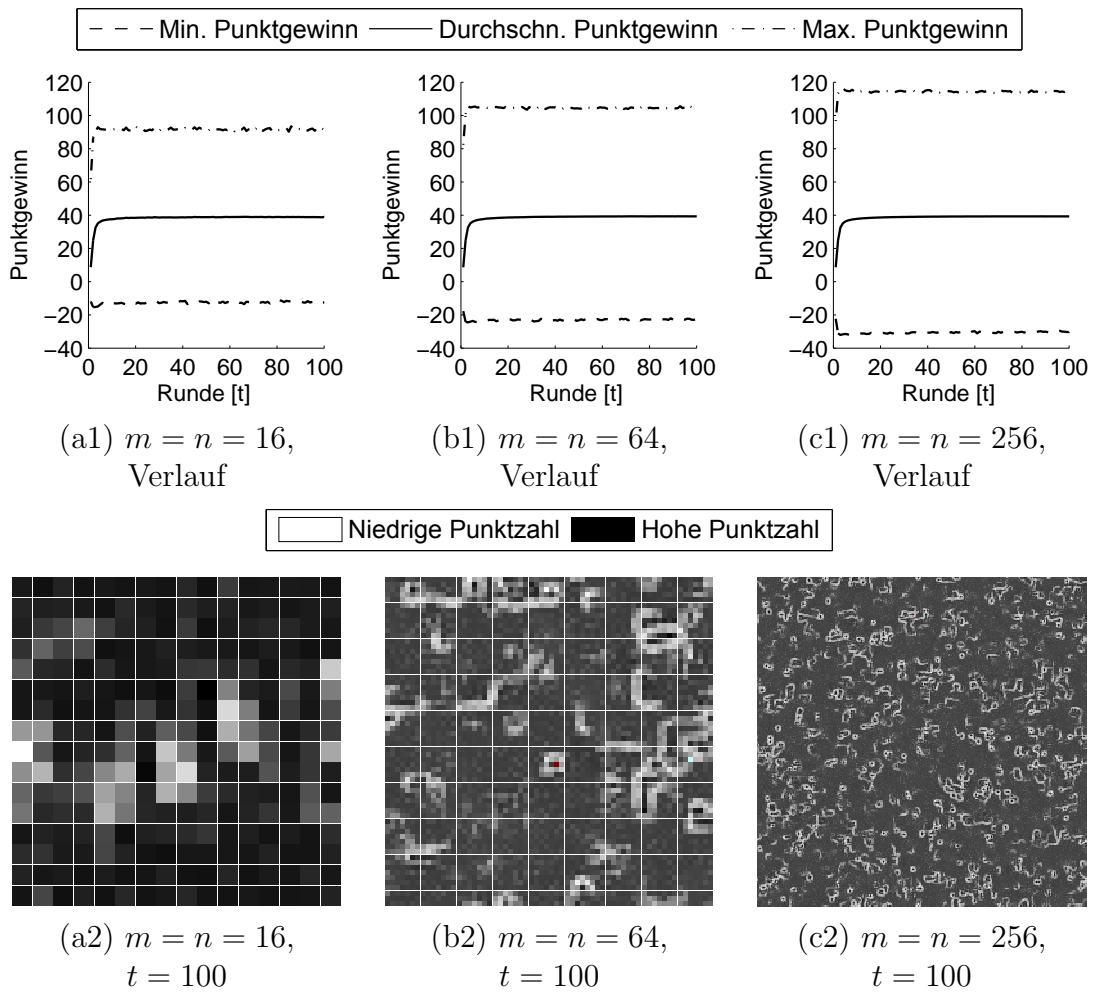 Min. Punktgewinn Durchschn. Punktgewinn Max. Punktgewinn
120
100
80
60
40
20
0
−20
−40
Punktgewinn
0 20 40 60 80 100
Runde [t]
(a1) m = n = 16,
Verlauf
120
100
80
60
40
20
0
−20
−40
Punktgewinn
0 20 40 60 80 100
Runde [t]
(b1) m = n = 64,
Verlauf
120
100
80
60
40
20
0
−20
−40
Punktgewinn
0 20 40 60 80 100
Runde [t]
(c1) m = n = 256,
Verlauf
Niedrige Punktzahl Hohe Punktzahl
(a2) m = n = 16,
t = 100
(b2) m = n = 64,
t = 100
(c2) m = n = 256,
t = 100